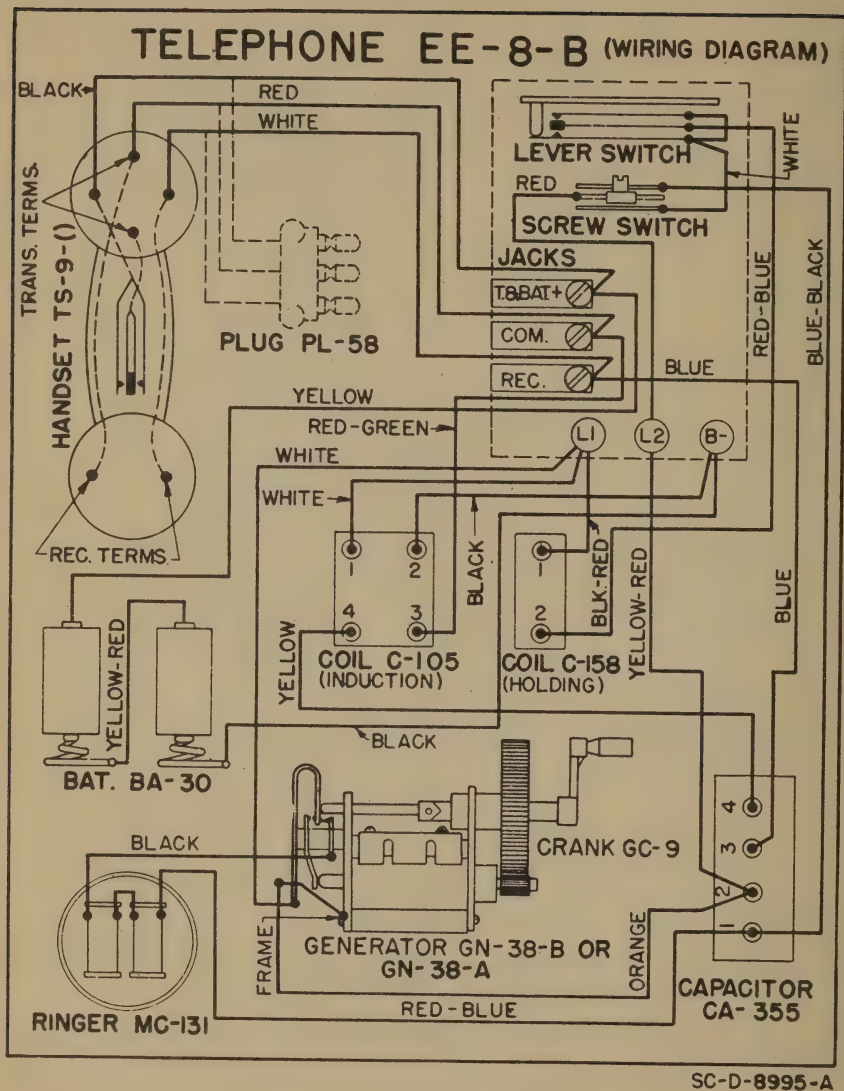 TELEPHONE EE-8-B (WIRING DIAGRAM)
BLACK
RED
WHITE
LEVER SWITCH
WHITE
RED
SCREW SWITCH
TRANS. TERMS.
HANDSET TS-9-( )
PLUG PL-58
JACKS
T.&BAT+
COM.
REC.
BLUE
RED-BLUE
BLUE-BLACK
YELLOW
RED-GREEN
WHITE
WHITE
L1
L2
B-
REC. TERMS.
1
2
4
3
BLACK
1
2
BLK-RED
YELLOW-RED
BLUE
YELLOW-RED
YELLOW
COIL C-105
(INDUCTION)
COIL C-158
(HOLDING)
BLACK
BAT. BA-30
BLACK
CRANK GC-9
4
3
2
1
FRAME
GENERATOR GN-38-B OR
GN-38-A
ORANGE
RED-BLUE
RINGER MC-131
CAPACITOR
CA-355
SC-D-8995-A